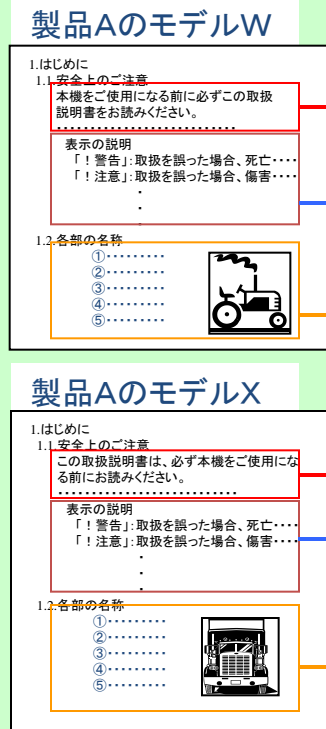 製品AのモデルW
1.はじめに
1.1.安全上のご注意
本機をご使用になる前に必ずこの取扱
説明書をお読みください。
・・・・・・・・・・・・・・・・・・・・・・・・・・・
表示の説明
「！警告」：取扱を誤った場合、死亡・・・・
「！注意」：取扱を誤った場合、傷害・・・・
・
・
・
1.2.各部の名称
①・・・・・・・・・
②・・・・・・・・・
③・・・・・・・・・
④・・・・・・・・・
⑤・・・・・・・・・
製品AのモデルX
1.はじめに
1.1.安全上のご注意
この取扱説明書は、必ず本機をご使用にな
る前にお読みください。
・・・・・・・・・・・・・・・・・・・・・・・・・・・
表示の説明
「！警告」：取扱を誤った場合、死亡・・・・
「！注意」：取扱を誤った場合、傷害・・・・
・
・
・
1.2.各部の名称
①・・・・・・・・・
②・・・・・・・・・
③・・・・・・・・・
④・・・・・・・・・
⑤・・・・・・・・・